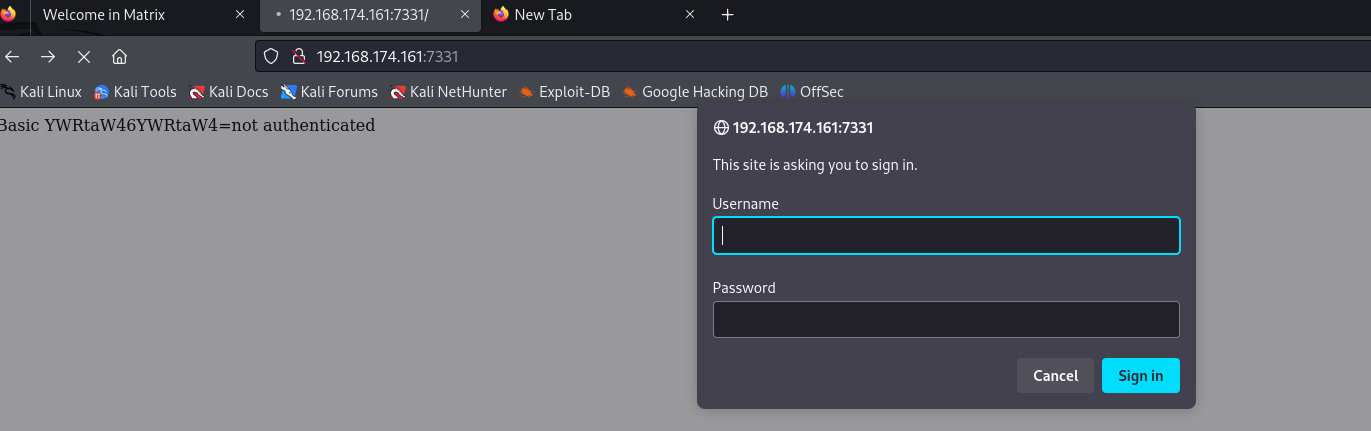 Welcome in Matrix
192.168.174.161:7331/
New Tab
192.168.174.161:7331
Kali Linux Kali Tools Kali Docs Kali Forums Kali NetHunter Exploit-DB Google Hacking DB OffSec
Basic YWRtaW46YWRtaW4=not authenticated
192.168.174.161:7331
This site is asking you to sign in.
Username
Password
Cancel Sign in